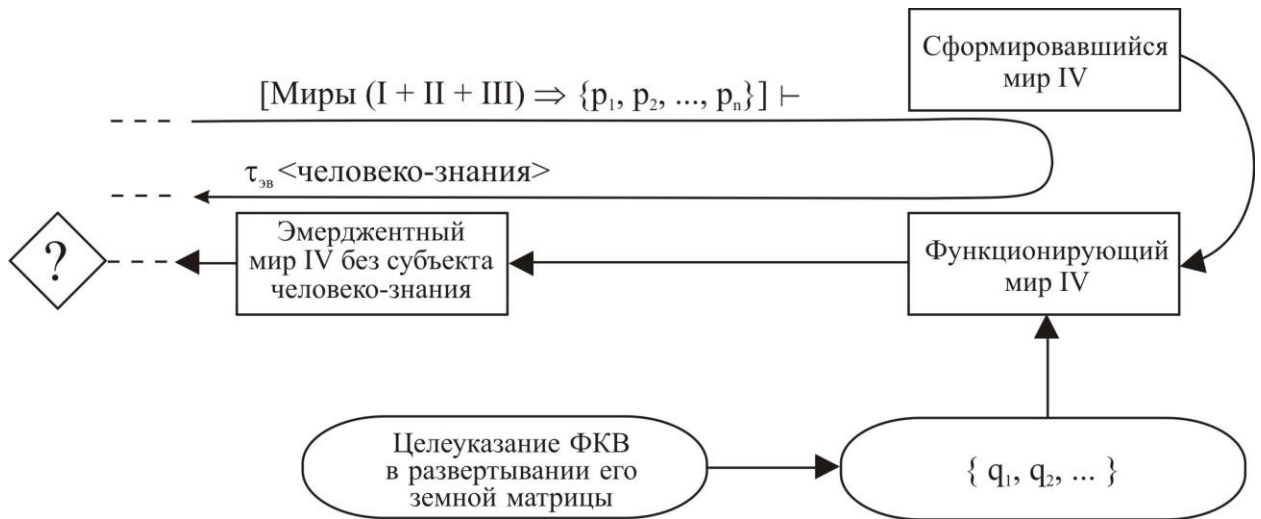 Сформировавшийся
мир IV
[Миры (I + II + III) ⇒ {p₁, p₂, ..., pₙ}] ⊢
τэв <человеко-знания>
?
Эмерджентный
мир IV без субъекта
человеко-знания
Функционирующий
мир IV
Целеуказание ФКВ
в развертывании его
земной матрицы
{ q₁, q₂, ... }